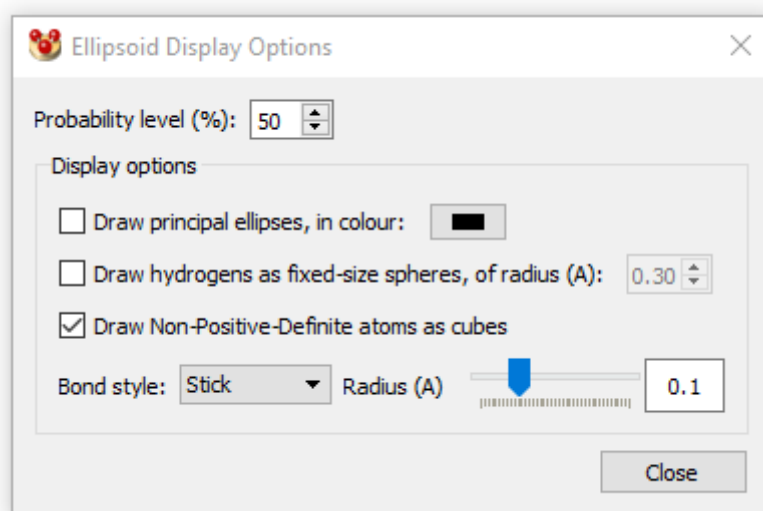 Ellipsoid Display Options
Probability level (%): 50
Display options
Draw principal ellipses, in colour:
Draw hydrogens as fixed-size spheres, of radius (A): 0.30
Draw Non-Positive-Definite atoms as cubes
Bond style: Stick Radius (A) 0.1
Close